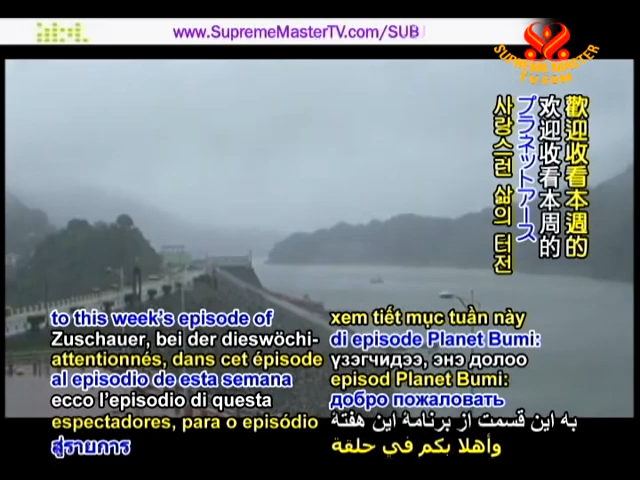 www.SupremeMasterTV.com/SUB
SUPREME MASTER
TV.COM
歡迎收看本週的
欢迎收看本周的
プラネットアース
사랑스런 삶의 터전
to this week's episode of
Zuschauer, bei der dieswöchi-
attentionnés, dans cet épisode
al episodio de esta semana
ecco l'episodio di questa
espectadores, para o episódio
สู่รายการ
xem tiết mục tuần này
di episode Planet Bumi:
үзэгчидээ, энэ долоо
episod Planet Bumi:
добро пожаловать
به این قسمت از برنامهٔ این هفتهٔ
وأهلا بكم في حلقة